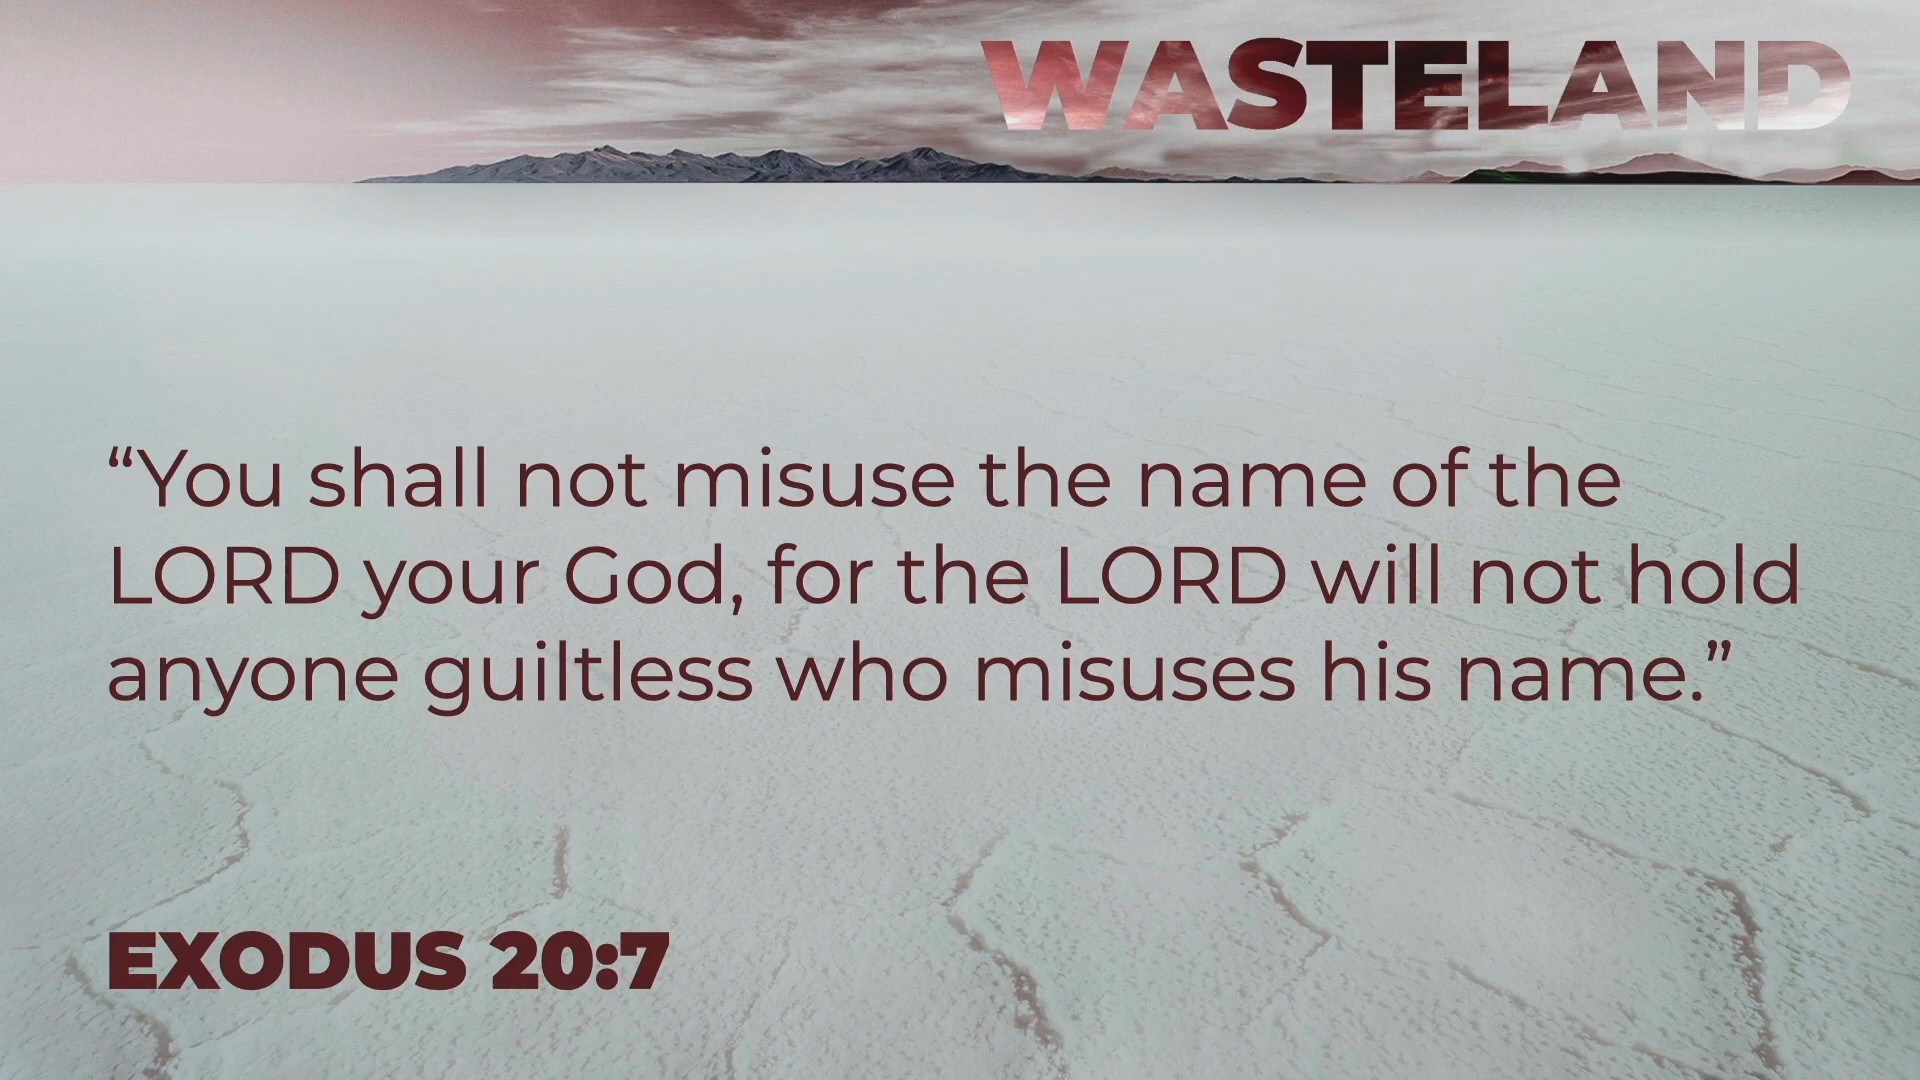 WASTELAND
“You shall not misuse the name of the
LORD your God, for the LORD will not hold
anyone guiltless who misuses his name.”
EXODUS 20:7